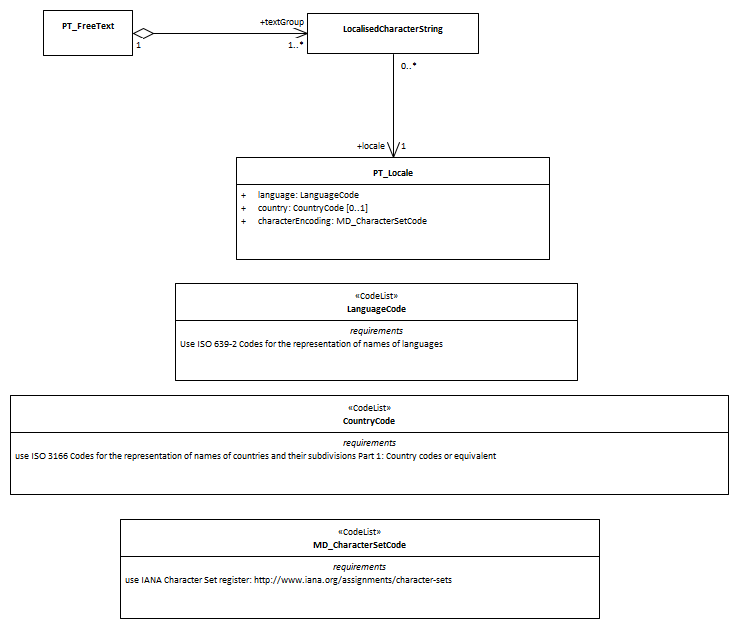 PT_FreeText
+textGroup
LocalisedCharacterString
1
1..*
0..*
+locale
1
PT_Locale
+ language: LanguageCode
+ country: CountryCode [0..1]
+ characterEncoding: MD_CharacterSetCode
«CodeList»
LanguageCode
requirements
Use ISO 639-2 Codes for the representation of names of languages
«CodeList»
CountryCode
requirements
use ISO 3166 Codes for the representation of names of countries and their subdivisions Part 1: Country codes or equivalent
«CodeList»
MD_CharacterSetCode
requirements
use IANA Character Set register: http://www.iana.org/assignments/character-sets